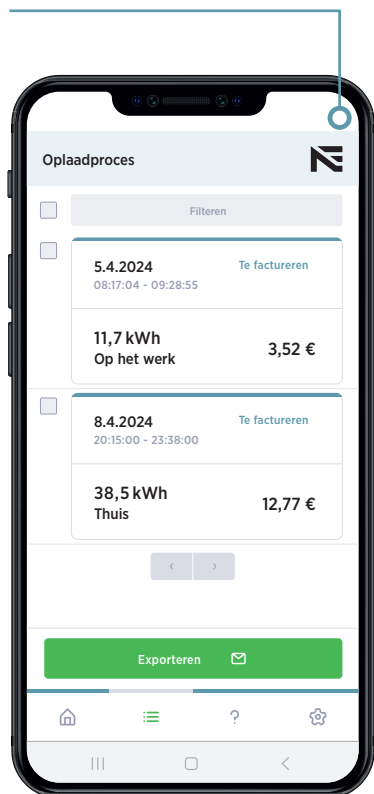 Oplaadproces
Filteren
5.4.2024
Te factureren
08:17:04 - 09:28:55
11,7 kWh
3,52 €
Op het werk
8.4.2024
Te factureren
20:15:00 - 23:38:00
38,5 kWh
12,77 €
Thuis
Exporteren
?